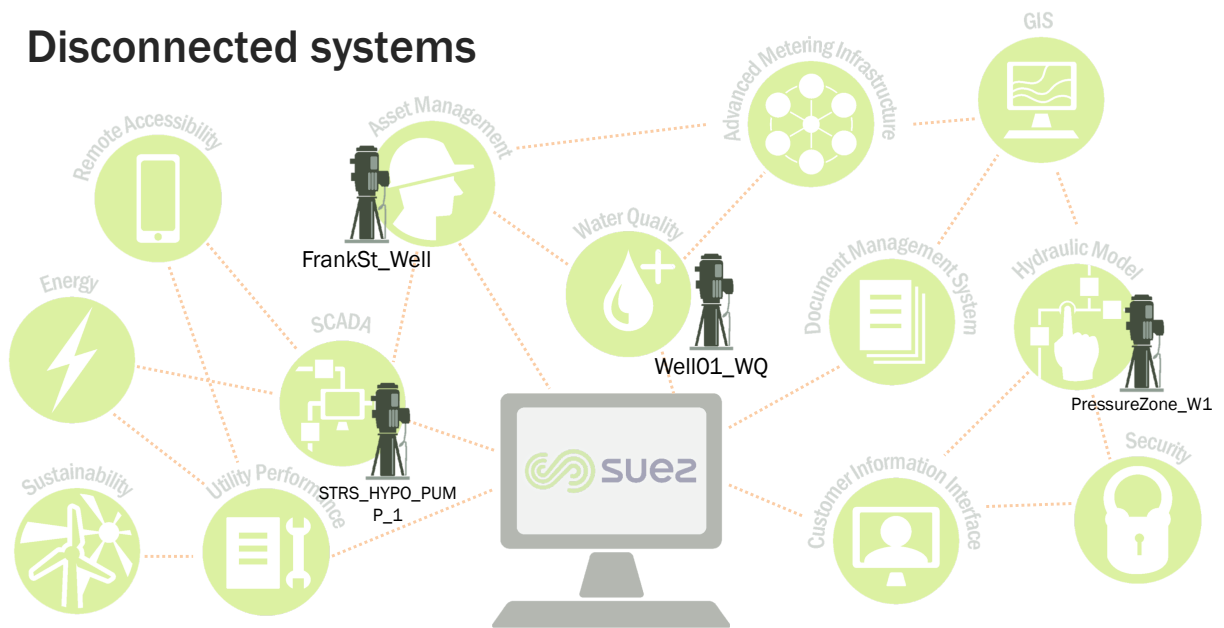 Disconnected systems
GIS
Advanced Metering Infrastructure
Asset Management
Remote Accessibility
FrankSt_Well
Water Quality
Document Management System
Hydraulic Model
Energy
SCADA
Well01_WQ
PressureZone_W1
suez
Sustainability
Utility Performance
STRS_HYPO_PUM
P_1
Customer Information Interface
Security